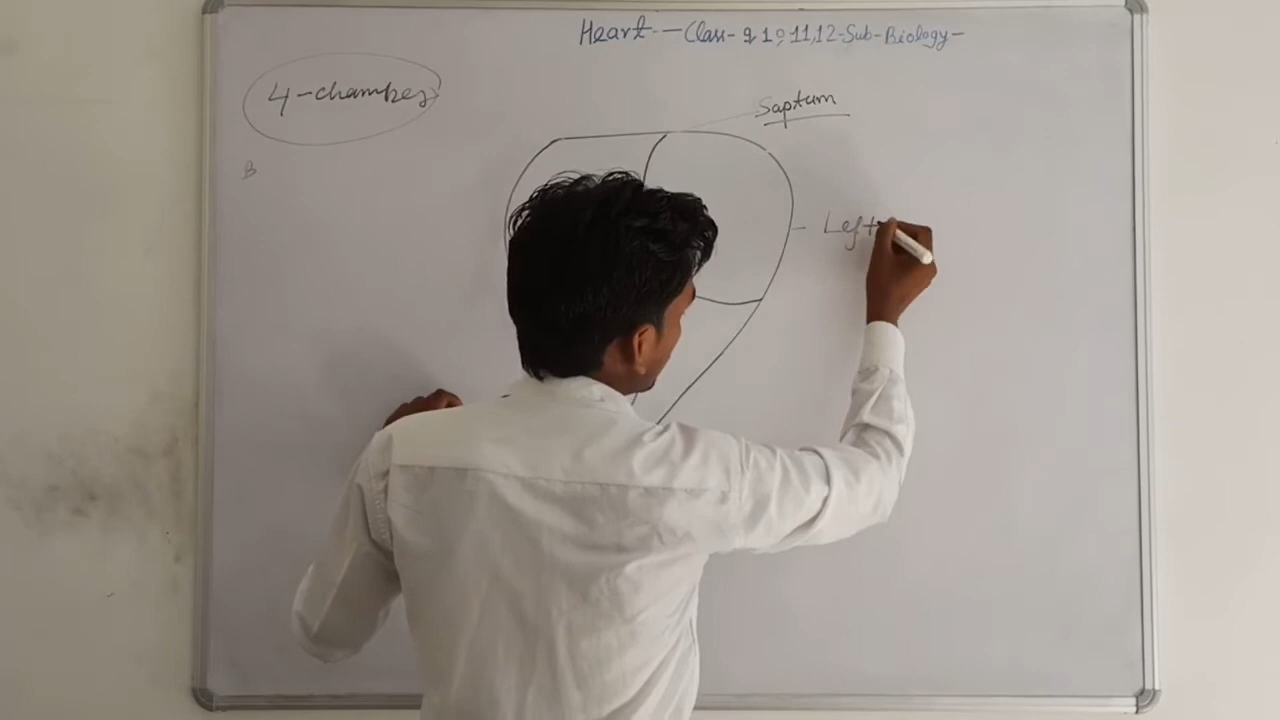 Heart - Class - 9 10, 11, 12 - Sub - Biology -
4 - chambers
Saptum
B
- Left